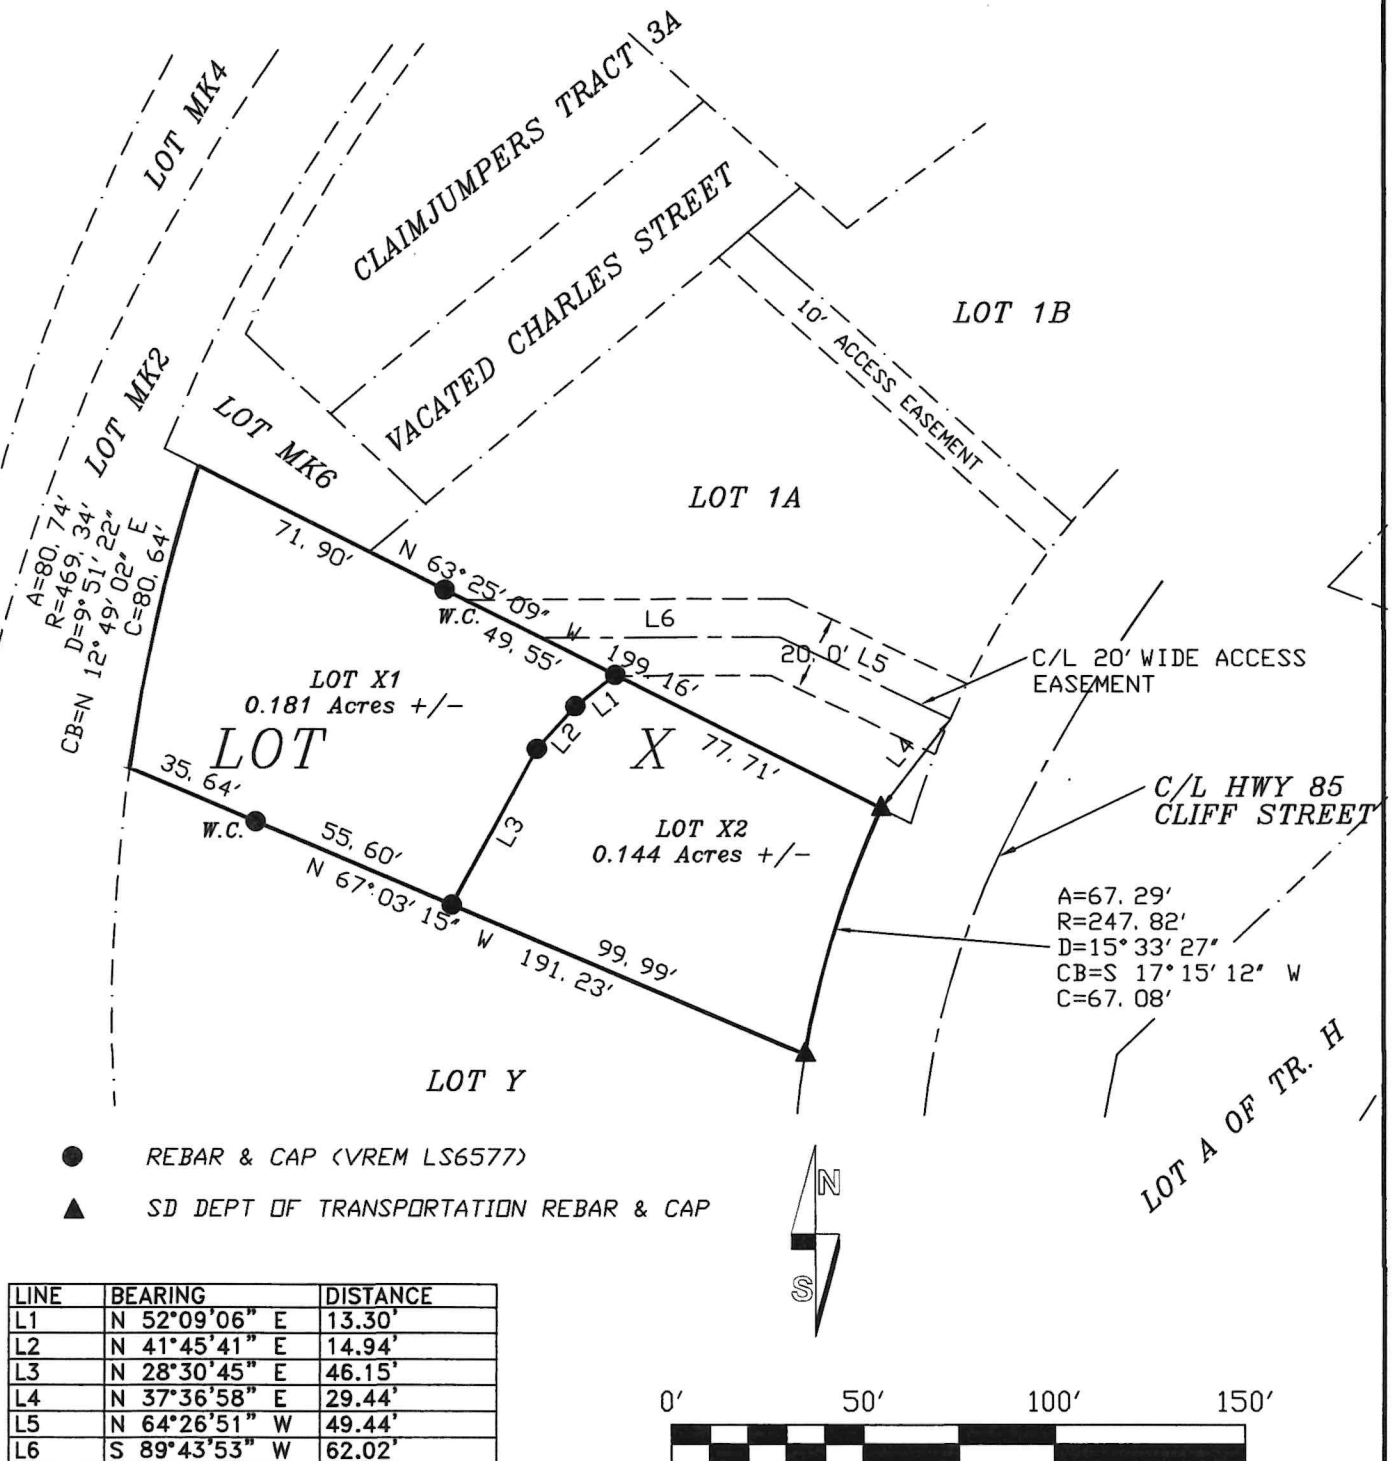 CLAIMJUMPERS TRACT 3A
LOT MK4
VACATED CHARLES STREET
LOT 1B
10' ACCESS EASEMENT
LOT MK2
LOT MK6
LOT 1A
A=80.74'
R=469.34'
D=9°51'22"
CB=N 12°49'02" E
C=80.64'
71.90'
N 63°25'09" W 199.16'
W.C.
49.55'
L6
20.0' L5
C/L 20' WIDE ACCESS
EASEMENT
LOT X1
0.181 Acres +/-
LOT X
L1
L2
L3
L4
77.71'
35.64'
W.C.
55.60'
N 67°03'15" W
191.23'
99.99'
LOT X2
0.144 Acres +/-
C/L HWY 85
CLIFF STREET
A=67.29'
R=247.82'
D=15°33'27"
CB=S 17°15'12" W
C=67.08'
LOT Y
LOT A OF TR. H
REBAR & CAP (VREM LS6577)
SD DEPT OF TRANSPORTATION REBAR & CAP
N
S
LINE BEARING DISTANCE
L1 N 52°09'06" E 13.30'
L2 N 41°45'41" E 14.94'
L3 N 28°30'45" E 46.15'
L4 N 37°36'58" E 29.44'
L5 N 64°26'51" W 49.44'
L6 S 89°43'53" W 62.02'
0' 50' 100' 150'